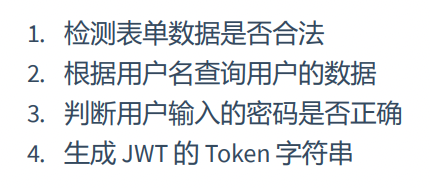 1. 检测表单数据是否合法
2. 根据用户名查询用户的数据
3. 判断用户输入的密码是否正确
4. 生成 JWT 的 Token 字符串